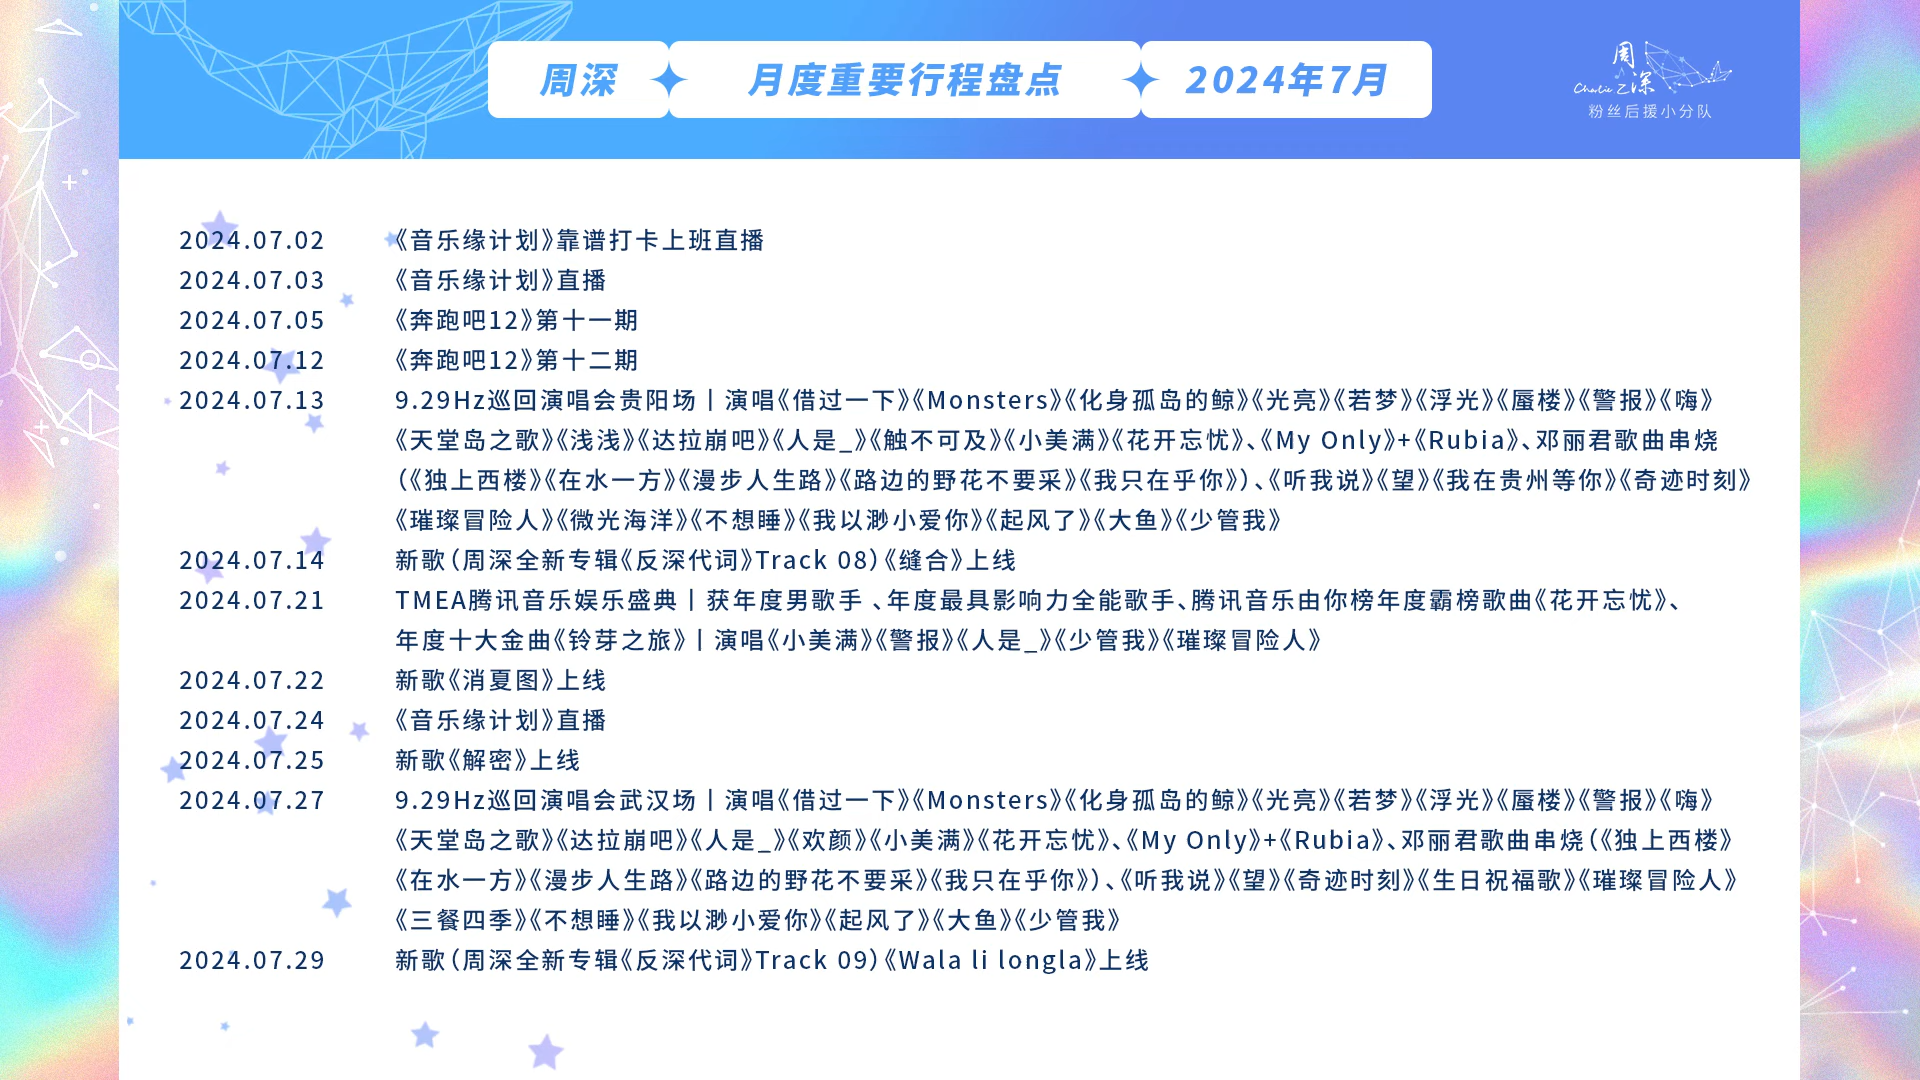 周深 月度重要行程盘点 2024年7月
周深
Charlie
粉丝后援小分队
2024.07.02 《音乐缘计划》靠谱打卡上班直播
2024.07.03 《音乐缘计划》直播
2024.07.05 《奔跑吧12》第十一期
2024.07.12 《奔跑吧12》第十二期
2024.07.13 9.29Hz巡回演唱会贵阳场丨演唱《借过一下》《Monsters》《化身孤岛的鲸》《光亮》《若梦》《浮光》《蜃楼》《警报》《嗨》
《天堂岛之歌》《浅浅》《达拉崩吧》《人是_》《触不可及》《小美满》《花开忘忧》、《My Only》+《Rubia》、邓丽君歌曲串烧
（《独上西楼》《在水一方》《漫步人生路》《路边的野花不要采》《我只在乎你》）、《听我说》《望》《我在贵州等你》《奇迹时刻》
《璀璨冒险人》《微光海洋》《不想睡》《我以渺小爱你》《起风了》《大鱼》《少管我》
2024.07.14 新歌（周深全新专辑《反深代词》Track 08）《缝合》上线
2024.07.21 TMEA腾讯音乐娱乐盛典丨获年度男歌手 、年度最具影响力全能歌手、腾讯音乐由你榜年度霸榜歌曲《花开忘忧》、
年度十大金曲《铃芽之旅》丨演唱《小美满》《警报》《人是_》《少管我》《璀璨冒险人》
2024.07.22 新歌《消夏图》上线
2024.07.24 《音乐缘计划》直播
2024.07.25 新歌《解密》上线
2024.07.27 9.29Hz巡回演唱会武汉场丨演唱《借过一下》《Monsters》《化身孤岛的鲸》《光亮》《若梦》《浮光》《蜃楼》《警报》《嗨》
《天堂岛之歌》《达拉崩吧》《人是_》《欢颜》《小美满》《花开忘忧》、《My Only》+《Rubia》、邓丽君歌曲串烧（《独上西楼》
《在水一方》《漫步人生路》《路边的野花不要采》《我只在乎你》）、《听我说》《望》《奇迹时刻》《生日祝福歌》《璀璨冒险人》
《三餐四季》《不想睡》《我以渺小爱你》《起风了》《大鱼》《少管我》
2024.07.29 新歌（周深全新专辑《反深代词》Track 09）《Wala li longla》上线